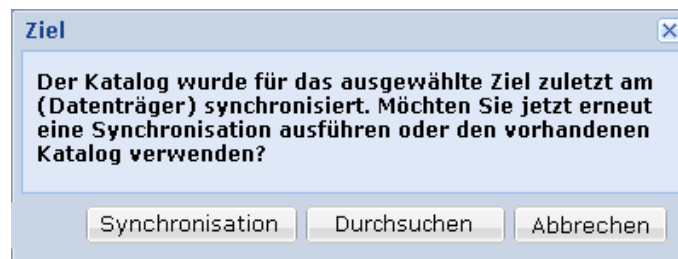 Ziel
Der Katalog wurde für das ausgewählte Ziel zuletzt am
(Datenträger) synchronisiert. Möchten Sie jetzt erneut
eine Synchronisation ausführen oder den vorhandenen
Katalog verwenden?
Synchronisation Durchsuchen Abbrechen